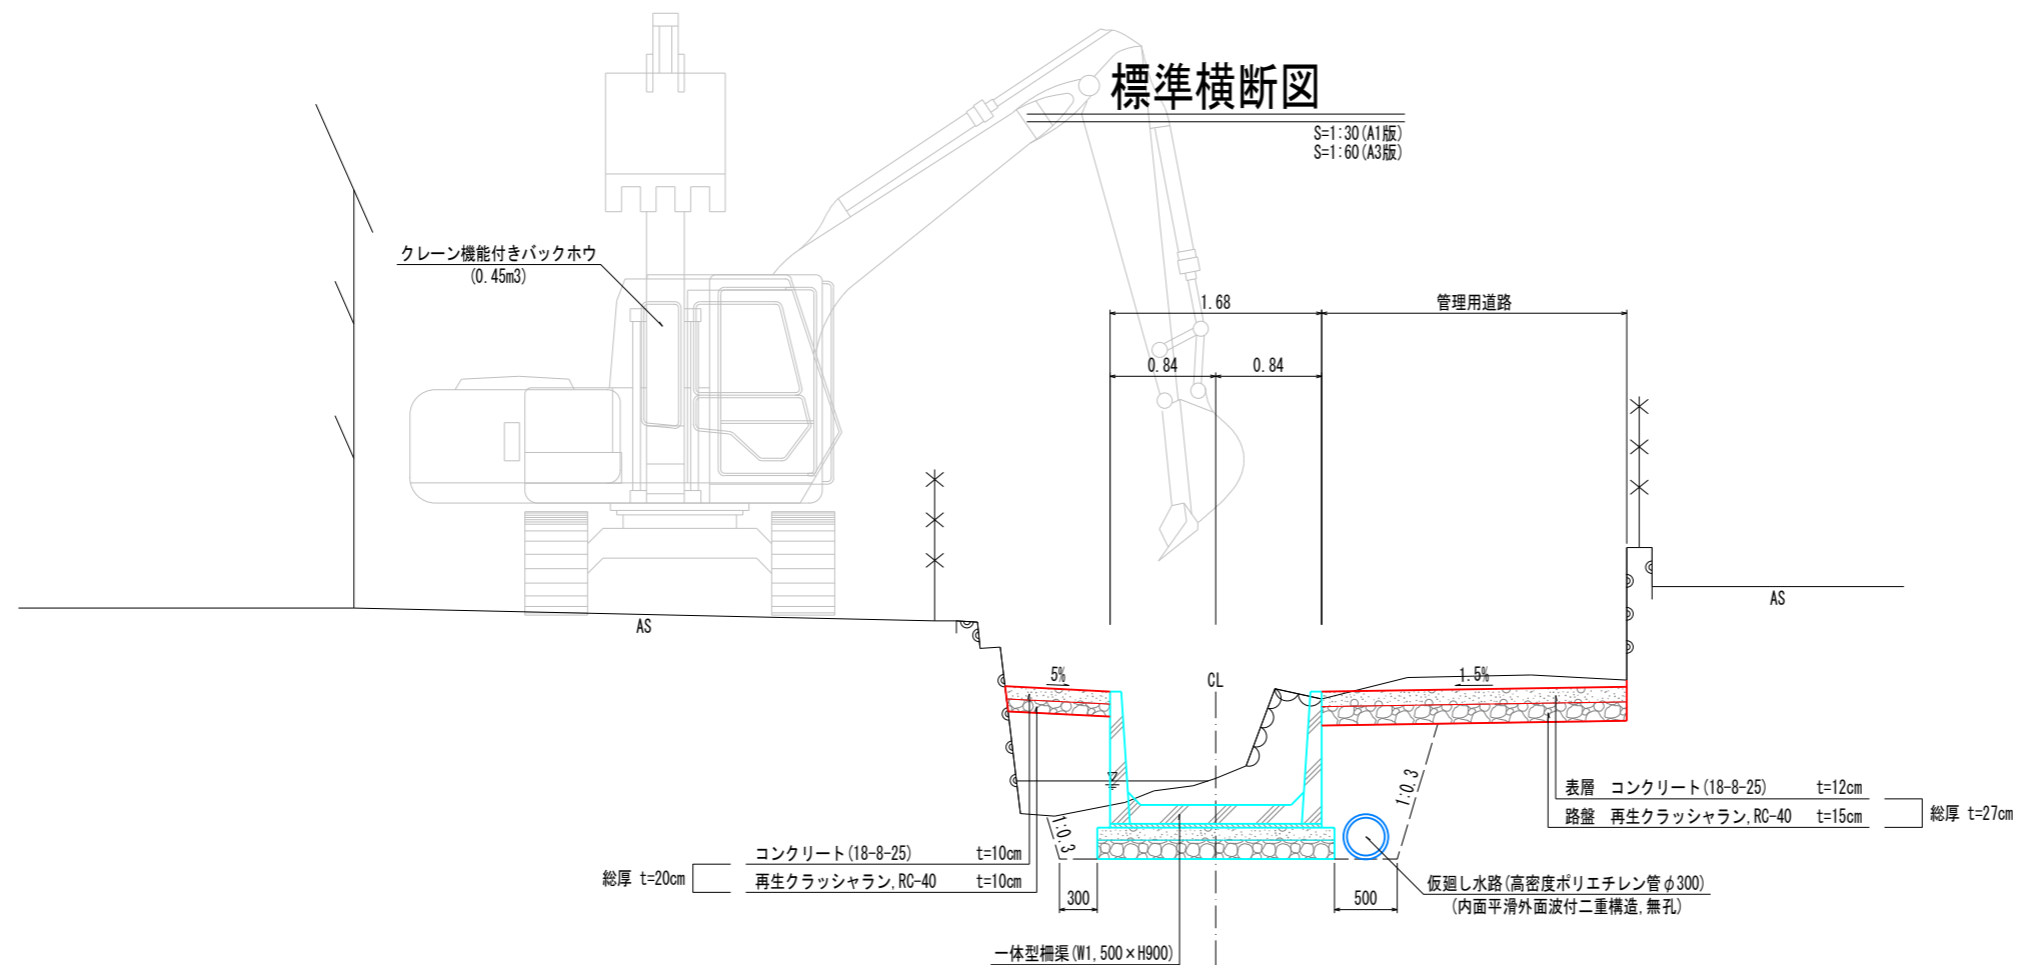 標準横断図
S=1:30(A1版)
S=1:60(A3版)
クレーン機能付きバックホウ
(0.45m3)
1.68
管理用道路
0.84
0.84
AS
AS
5%
CL
1.5%
1:0.3
1:0.3
表層 コンクリート(18-8-25) t=12cm
路盤 再生クラッシャラン,RC-40 t=15cm
総厚 t=27cm
コンクリート(18-8-25) t=10cm
再生クラッシャラン,RC-40 t=10cm
総厚 t=20cm
300
500
仮廻し水路(高密度ポリエチレン管φ300)
(内面平滑外面波付二重構造,無孔)
一体型柵渠(W1,500×H900)